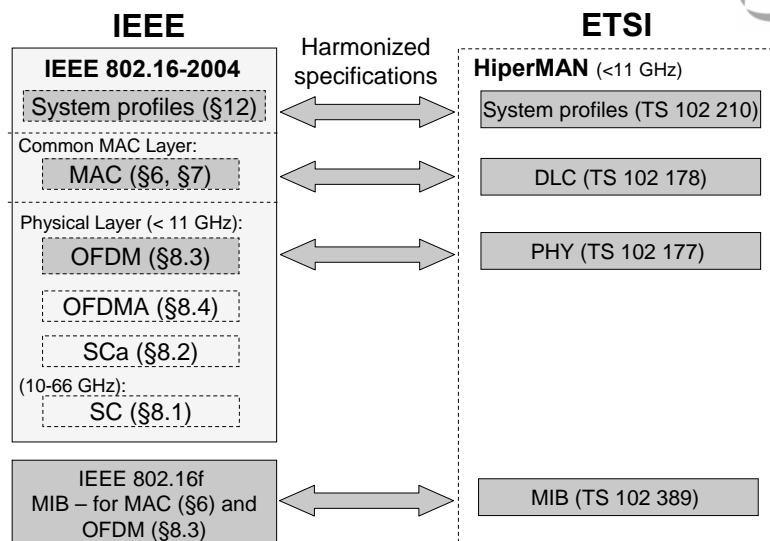 IEEE
ETSI
Harmonized
specifications
IEEE 802.16-2004
HiperMAN (<11 GHz)
System profiles (§12)
System profiles (TS 102 210)
Common MAC Layer:
MAC (§6, §7)
DLC (TS 102 178)
Physical Layer (< 11 GHz):
OFDM (§8.3)
PHY (TS 102 177)
OFDMA (§8.4)
SCa (§8.2)
(10-66 GHz):
SC (§8.1)
IEEE 802.16f
MIB – for MAC (§6) and
OFDM (§8.3)
MIB (TS 102 389)